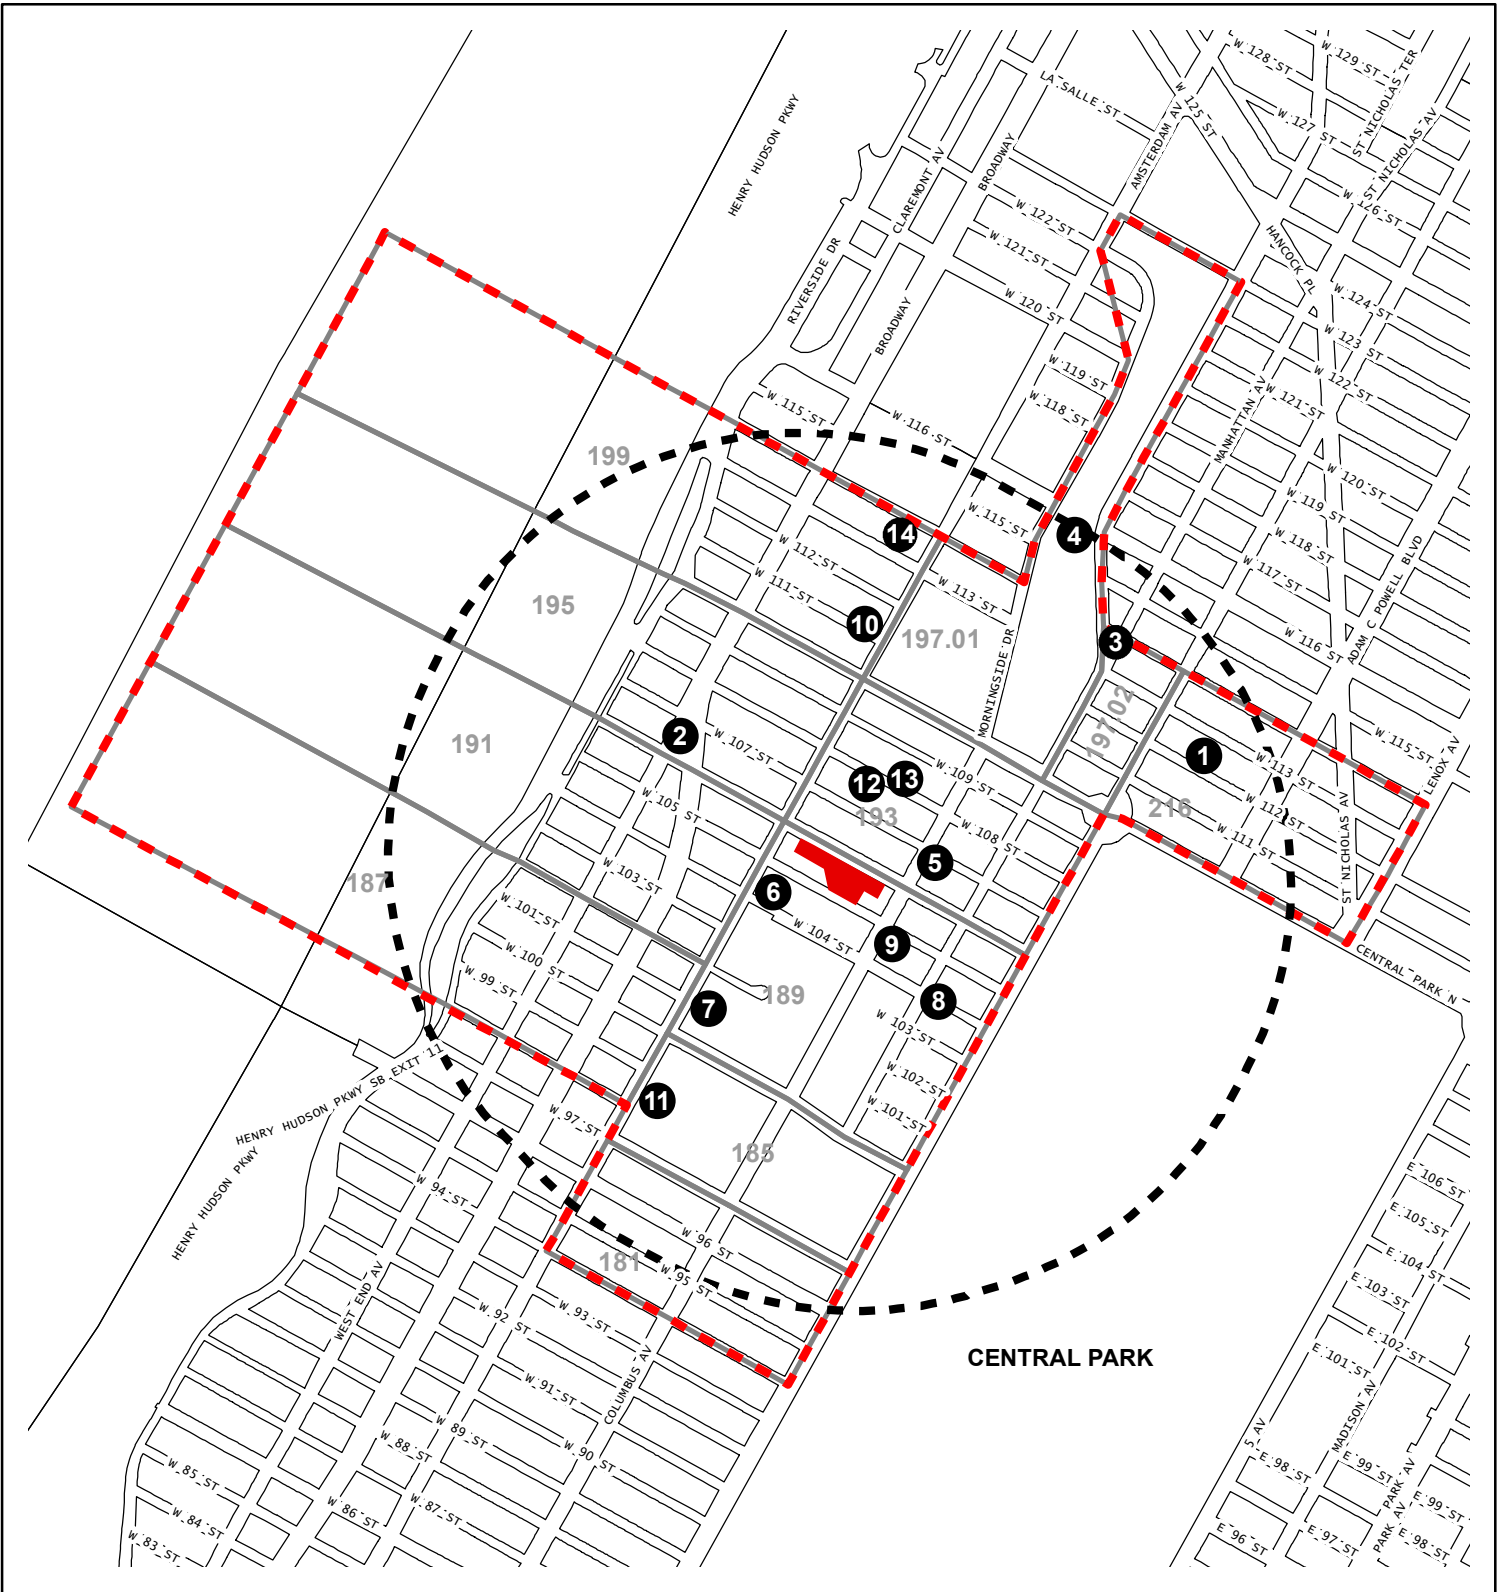 W 129 ST
W 128 ST
ST NICHOLAS TER
LA SALLE ST
W 125 ST
HENRY HUDSON PKWY
AMSTERDAM AV
W 127 ST
ST NICHOLAS AV
BROADWAY
CLAREMONT AV
W 126 ST
W 122 ST
W 121 ST
HANCOCK PL
RIVERSIDE DR
W 120 ST
W 124 ST
BROADWAY
W 123 ST
W 119 ST
W 122 ST
W 118 ST
W 121 ST
MANHATTAN AV
W 115 ST
W 116 ST
199
W 120 ST
W 119 ST
W 115 ST
14
4
W 118 ST
W 112 ST
W 117 ST
ADAM C POWELL BLVD
W 111 ST
W 113 ST
195
10
197.01
3
W 116 ST
MORNINGSIDE DR
197.02
191
2
W 107 ST
1
W 115 ST
W 113 ST
LENOX AV
12
13
W 109 ST
W 105 ST
193
216
W 112 ST
W 108 ST
W 111 ST
ST NICHOLAS AV
5
187
W 103 ST
6
W 101 ST
W 104 ST
9
W 100 ST
CENTRAL PARK N
W 99 ST
189
7
8
W 103 ST
HENRY HUDSON PKWY SB EXIT 11
W 102 ST
11
W 101 ST
W 97 ST
185
HENRY HUDSON PKWY
W 94 ST
E 106 ST
E 105 ST
W 96 ST
181
W 95 ST
E 104 ST
WEST END AV
E 103 ST
W 93 ST
W 92 ST
CENTRAL PARK
E 102 ST
E 101 ST
W 91 ST
COLUMBUS AV
MADISON AV
5 AV
W 89 ST
W 88 ST
W 90 ST
W 85 ST
E 98 ST
E 99 ST
PARK AV
W 87 ST
W 86 ST
E 99 ST
W 84 ST
PARK AV
E 96 ST
E 97 ST
E 98 ST
W 83 ST